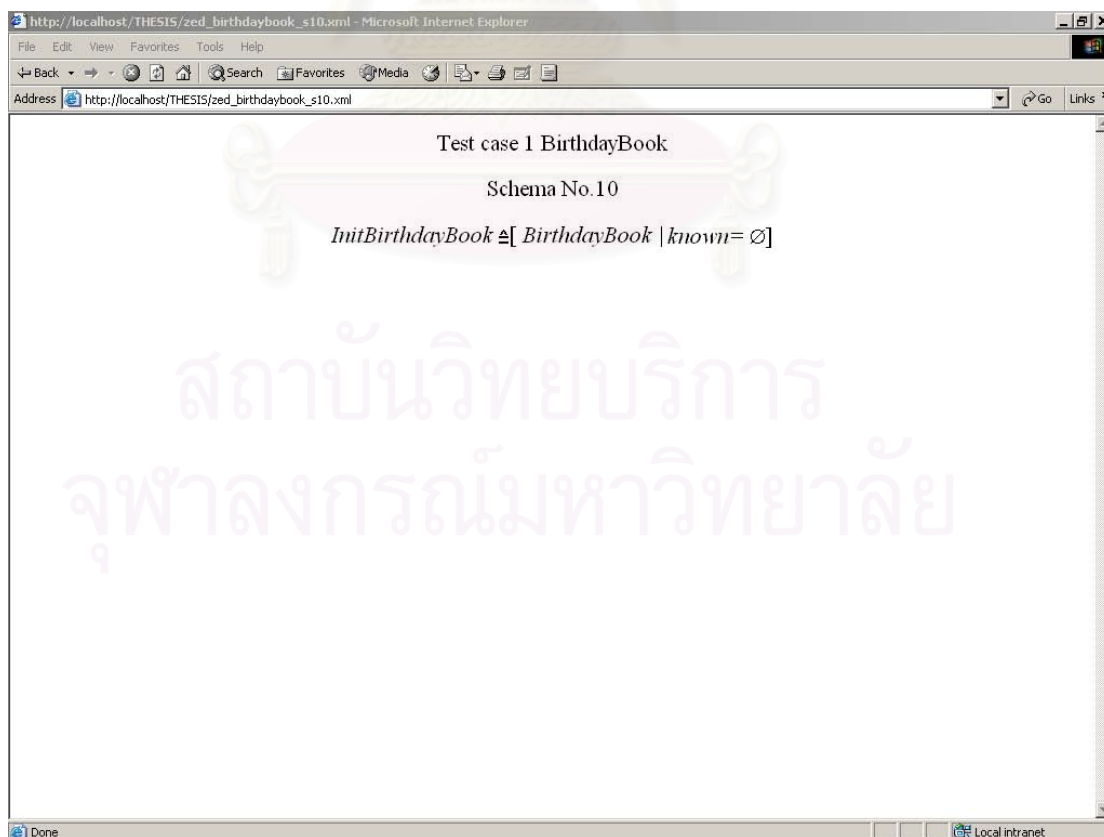 http://localhost/THESIS/zed_birthdaybook_s10.xml - Microsoft Internet Explorer
File Edit View Favorites Tools Help
Back Search Favorites Media
Address http://localhost/THESIS/zed_birthdaybook_s10.xml Go Links
Test case 1 BirthdayBook
Schema No.10
InitBirthdayBook ≙[ BirthdayBook | known= ∅]
สถาบันวิทยบริการ
จุฬาลงกรณ์มหาวิทยาลัย
Done Local intranet